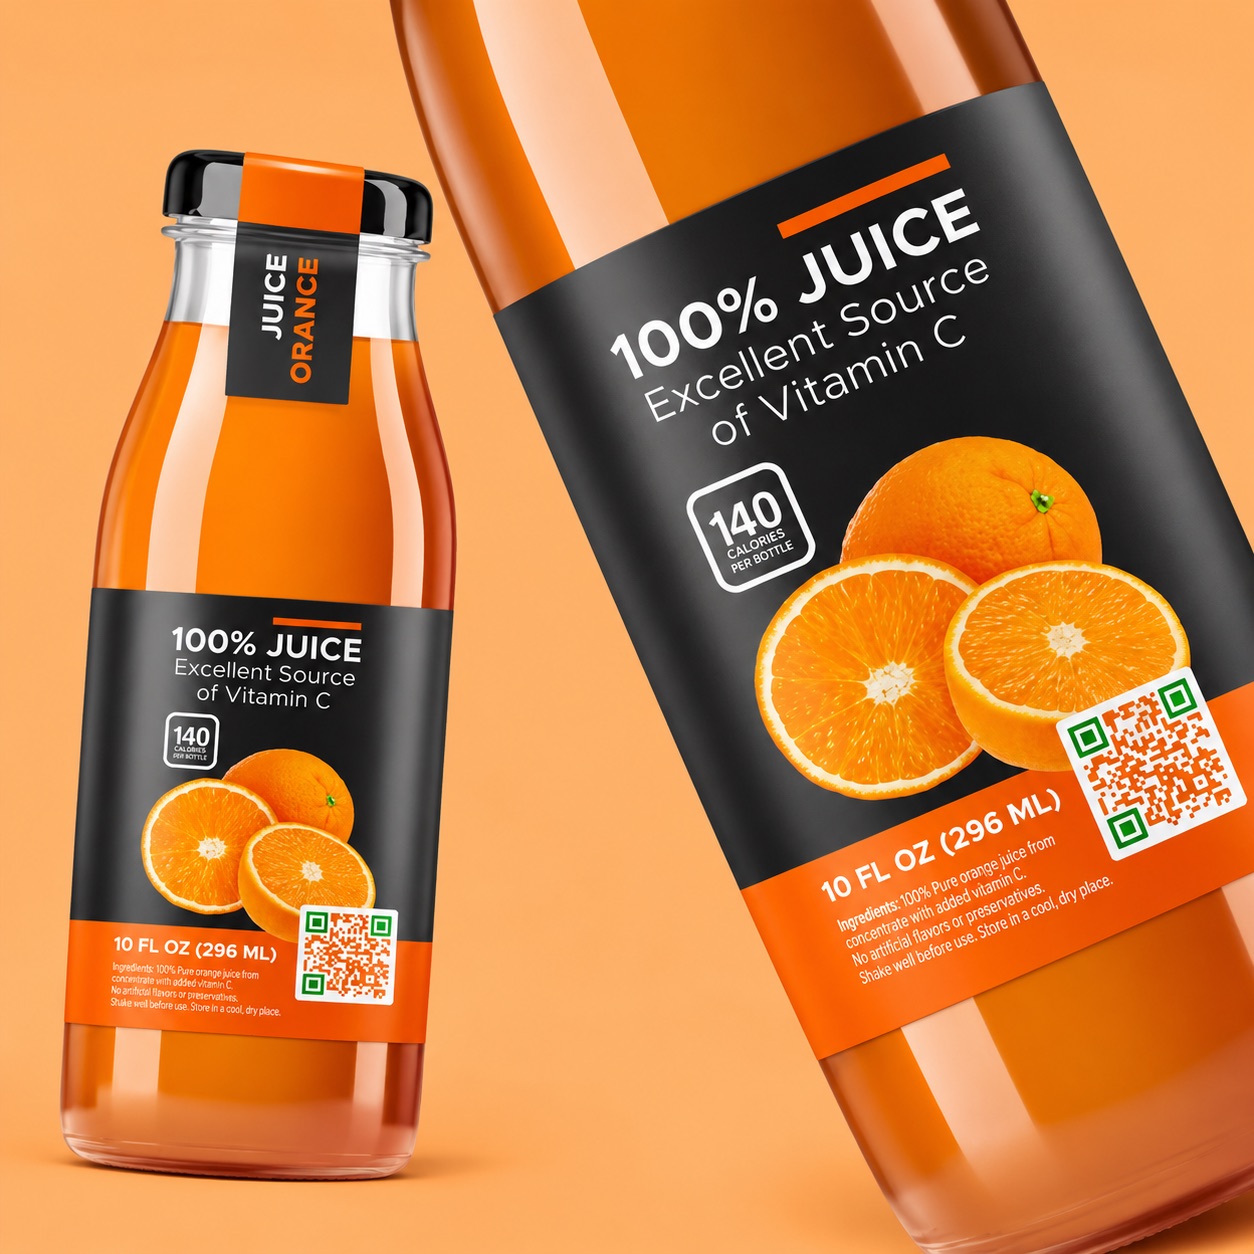 JUICE
ORANCE
100% JUICE
Excellent Source
of Vitamin C
140
CALORIES
PER BOTTLE
10 FL OZ (296 ML)
Ingredients: 100% Pure orange juice from
concentrate with added vitamin C.
No artificial flavors or preservatives.
Shake well before use. Store in a cool, dry place.
100% JUICE
Excellent Source
of Vitamin C
140
CALORIES
PER BOTTLE
10 FL OZ (296 ML)
Ingredients: 100% Pure orange juice from
concentrate with added vitamin C.
No artificial flavors or preservatives.
Shake well before use. Store in a cool, dry place.